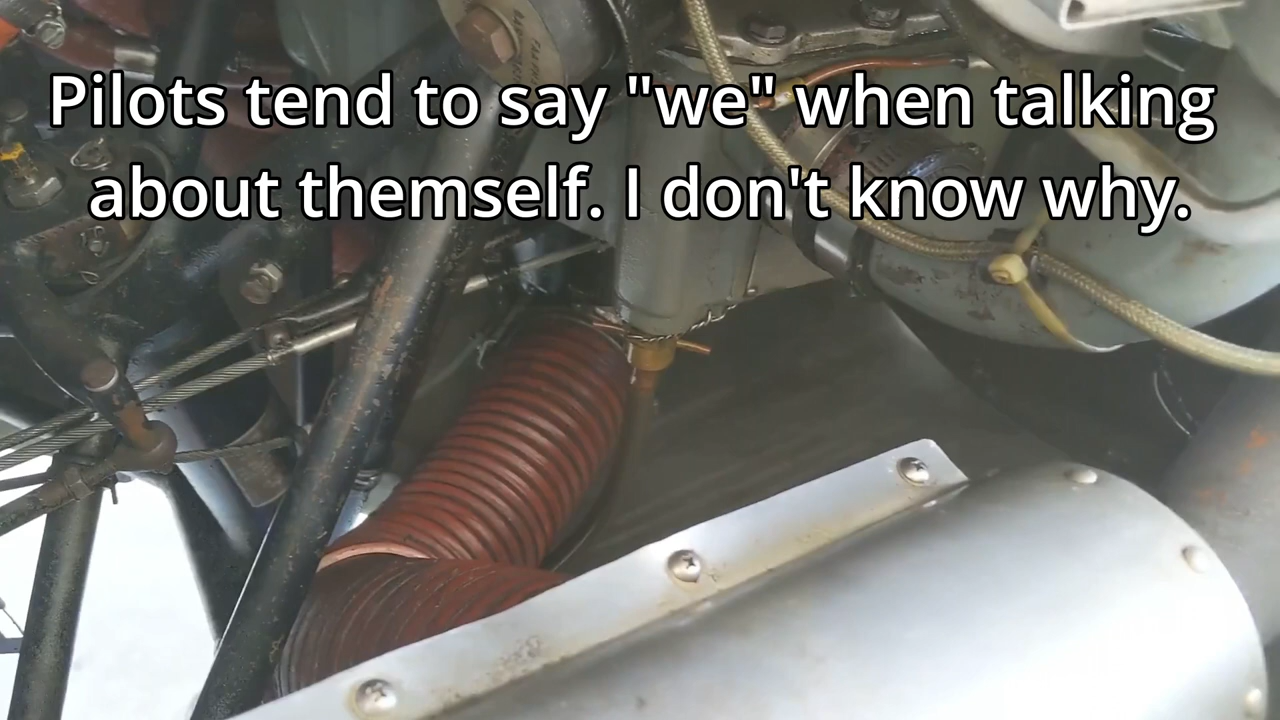 Pilots tend to say "we" when talking
about themself. I don't know why.